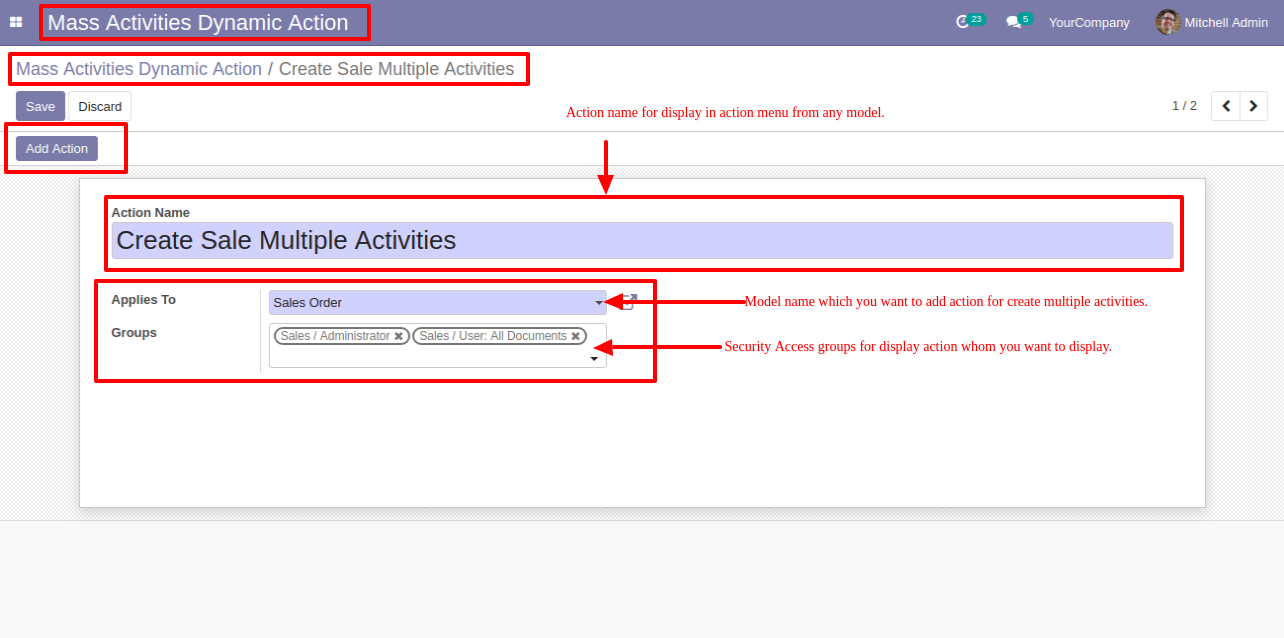 Mass Activities Dynamic Action
23
5
YourCompany
Mitchell Admin
Mass Activities Dynamic Action / Create Sale Multiple Activities
Save
Discard
Action name for display in action menu from any model.
1 / 2
Add Action
Action Name
Create Sale Multiple Activities
Applies To
Sales Order
Model name which you want to add action for create multiple activities.
Groups
Sales / Administrator
Sales / User: All Documents
Security Access groups for display action whom you want to display.